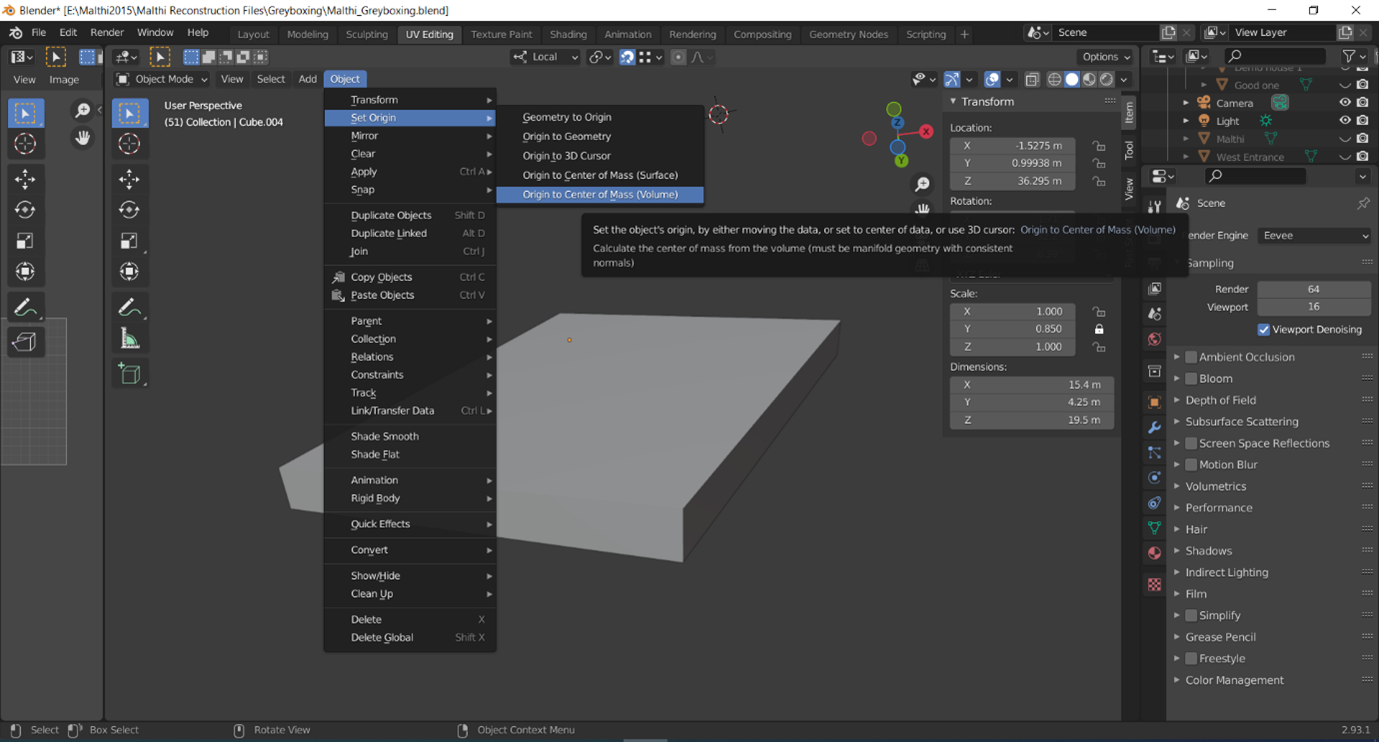 Blender* [E:\Malthi2015\Malthi Reconstruction Files\Greyboxing\Malthi_Greyboxing.blend]
File Edit Render Window Help Layout Modeling Sculpting UV Editing Texture Paint Shading Animation Rendering Compositing Geometry Nodes Scripting + Scene View Layer
Local Options
View Image Object Mode View Select Add Object
User Perspective
(51) Collection | Cube.004
Transform
Set Origin
Mirror
Clear
Apply Ctrl A
Snap
Duplicate Objects Shift D
Duplicate Linked Alt D
Join Ctrl J
Copy Objects Ctrl C
Paste Objects Ctrl V
Parent
Collection
Relations
Constraints
Track
Link/Transfer Data Ctrl L
Shade Smooth
Shade Flat
Animation
Rigid Body
Quick Effects
Convert
Show/Hide
Clean Up
Delete X
Delete Global Shift X
Geometry to Origin
Origin to Geometry
Origin to 3D Cursor
Origin to Center of Mass (Surface)
Origin to Center of Mass (Volume)
Set the object's origin, by either moving the data, or set to center of data, or use 3D cursor: Origin to Center of Mass (Volume)
Calculate the center of mass from the volume (must be manifold geometry with consistent
normals)
Z X Y
Transform
Location:
X -1.5275 m
Y 0.99938 m
Z 36.295 m
Rotation:
Scale:
X 1.000
Y 0.850
Z 1.000
Dimensions:
X 15.4 m
Y 4.25 m
Z 19.5 m
Item
Tool
View
Demo house 1
Good one
Camera
Light
Malthi
West Entrance
Scene
ender Engine Eevee
Sampling
Render 64
Viewport 16
Viewport Denoising
Ambient Occlusion
Bloom
Depth of Field
Subsurface Scattering
Screen Space Reflections
Motion Blur
Volumetrics
Performance
Hair
Shadows
Indirect Lighting
Film
Simplify
Grease Pencil
Freestyle
Color Management
Select Box Select Rotate View Object Context Menu 2.93.1